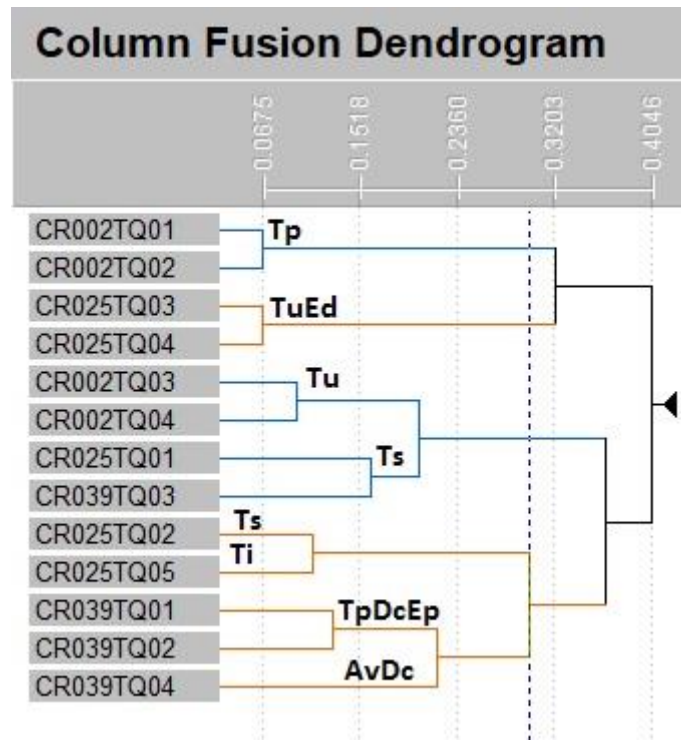 Column Fusion Dendrogram
0.0675
0.1518
0.2360
0.3203
0.4046
CR002TQ01
Tp
CR002TQ02
CR025TQ03
TuEd
CR025TQ04
CR002TQ03
Tu
CR002TQ04
CR025TQ01
Ts
CR039TQ03
CR025TQ02
Ts
CR025TQ05
Ti
CR039TQ01
TpDcEp
CR039TQ02
CR039TQ04
AvDc